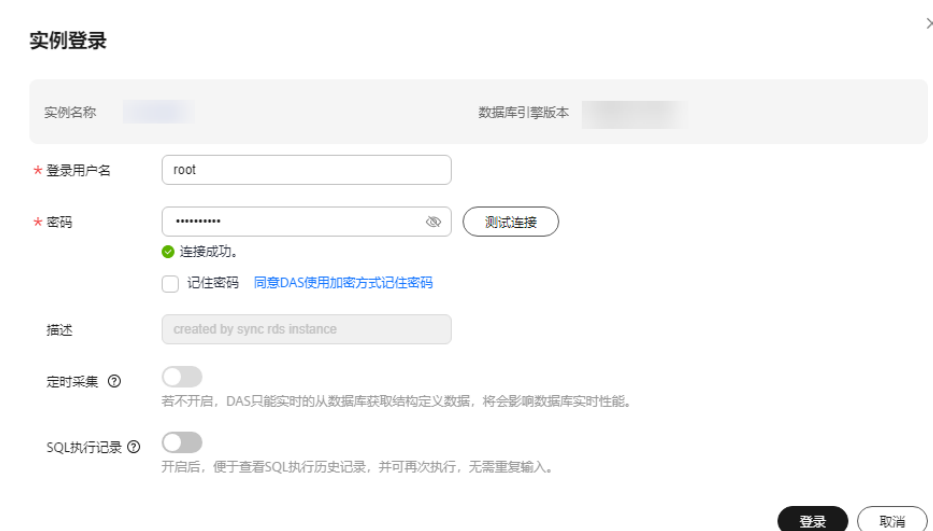 实例登录
实例名称 数据库引擎版本
* 登录用户名 root
* 密码 •••••••••• 测试连接
连接成功。
记住密码 同意DAS使用加密方式记住密码
描述 created by sync rds instance
定时采集 ?
若不开启，DAS只能实时的从数据库获取结构定义数据，将会影响数据库实时性能。
SQL执行记录 ?
开启后，便于查看SQL执行历史记录，并可再次执行，无需重复输入。
登录 取消